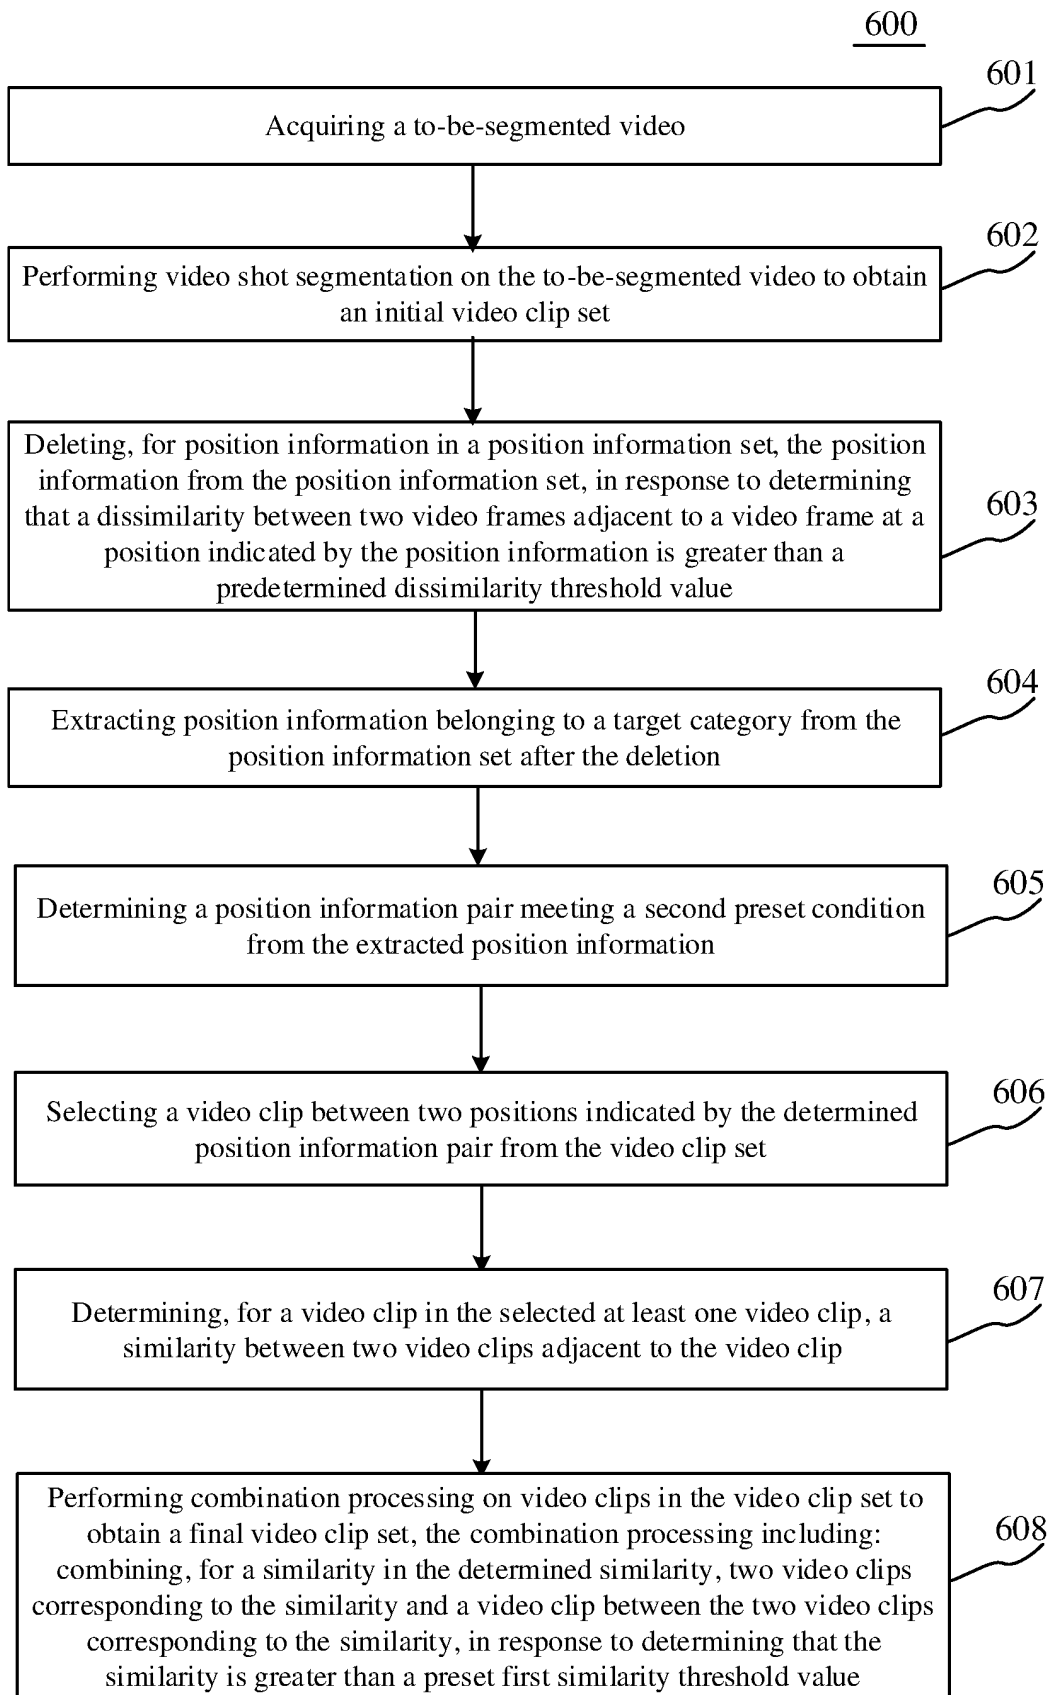 600
601
Acquiring a to-be-segmented video
602
Performing video shot segmentation on the to-be-segmented video to obtain
an initial video clip set
Deleting, for position information in a position information set, the position
information from the position information set, in response to determining
that a dissimilarity between two video frames adjacent to a video frame at a
position indicated by the position information is greater than a
predetermined dissimilarity threshold value
603
604
Extracting position information belonging to a target category from the
position information set after the deletion
605
Determining a position information pair meeting a second preset condition
from the extracted position information
606
Selecting a video clip between two positions indicated by the determined
position information pair from the video clip set
607
Determining, for a video clip in the selected at least one video clip, a
similarity between two video clips adjacent to the video clip
Performing combination processing on video clips in the video clip set to
obtain a final video clip set, the combination processing including:
combining, for a similarity in the determined similarity, two video clips
corresponding to the similarity and a video clip between the two video clips
corresponding to the similarity, in response to determining that the
similarity is greater than a preset first similarity threshold value
608